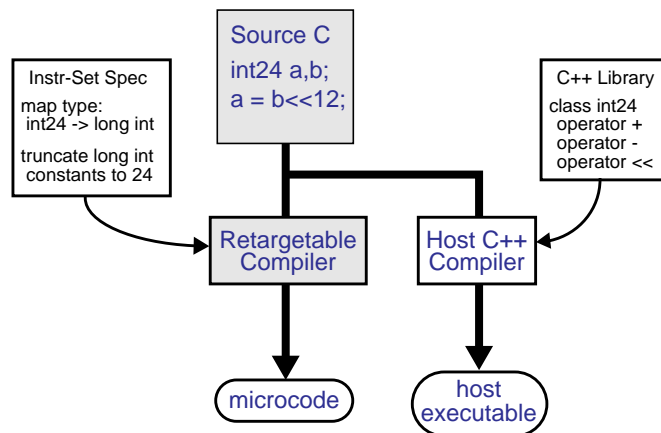 Source C
int24 a,b;
a = b<<12;
Instr-Set Spec
map type:
int24 -> long int
truncate long int
constants to 24
C++ Library
class int24
operator +
operator -
operator <<
Retargetable
Compiler
Host C++
Compiler
microcode
host
executable